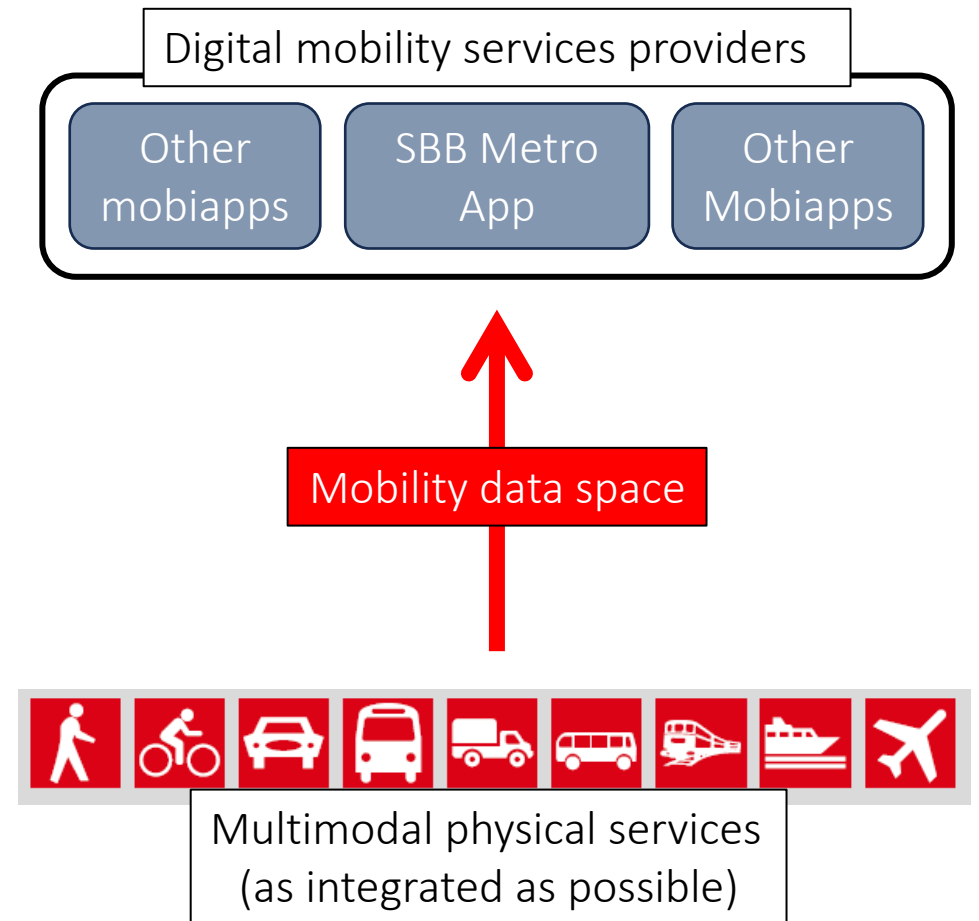 Digital mobility services providers
Other
mobiapps
SBB Metro
App
Other
Mobiapps
Mobility data space
Multimodal physical services
(as integrated as possible)